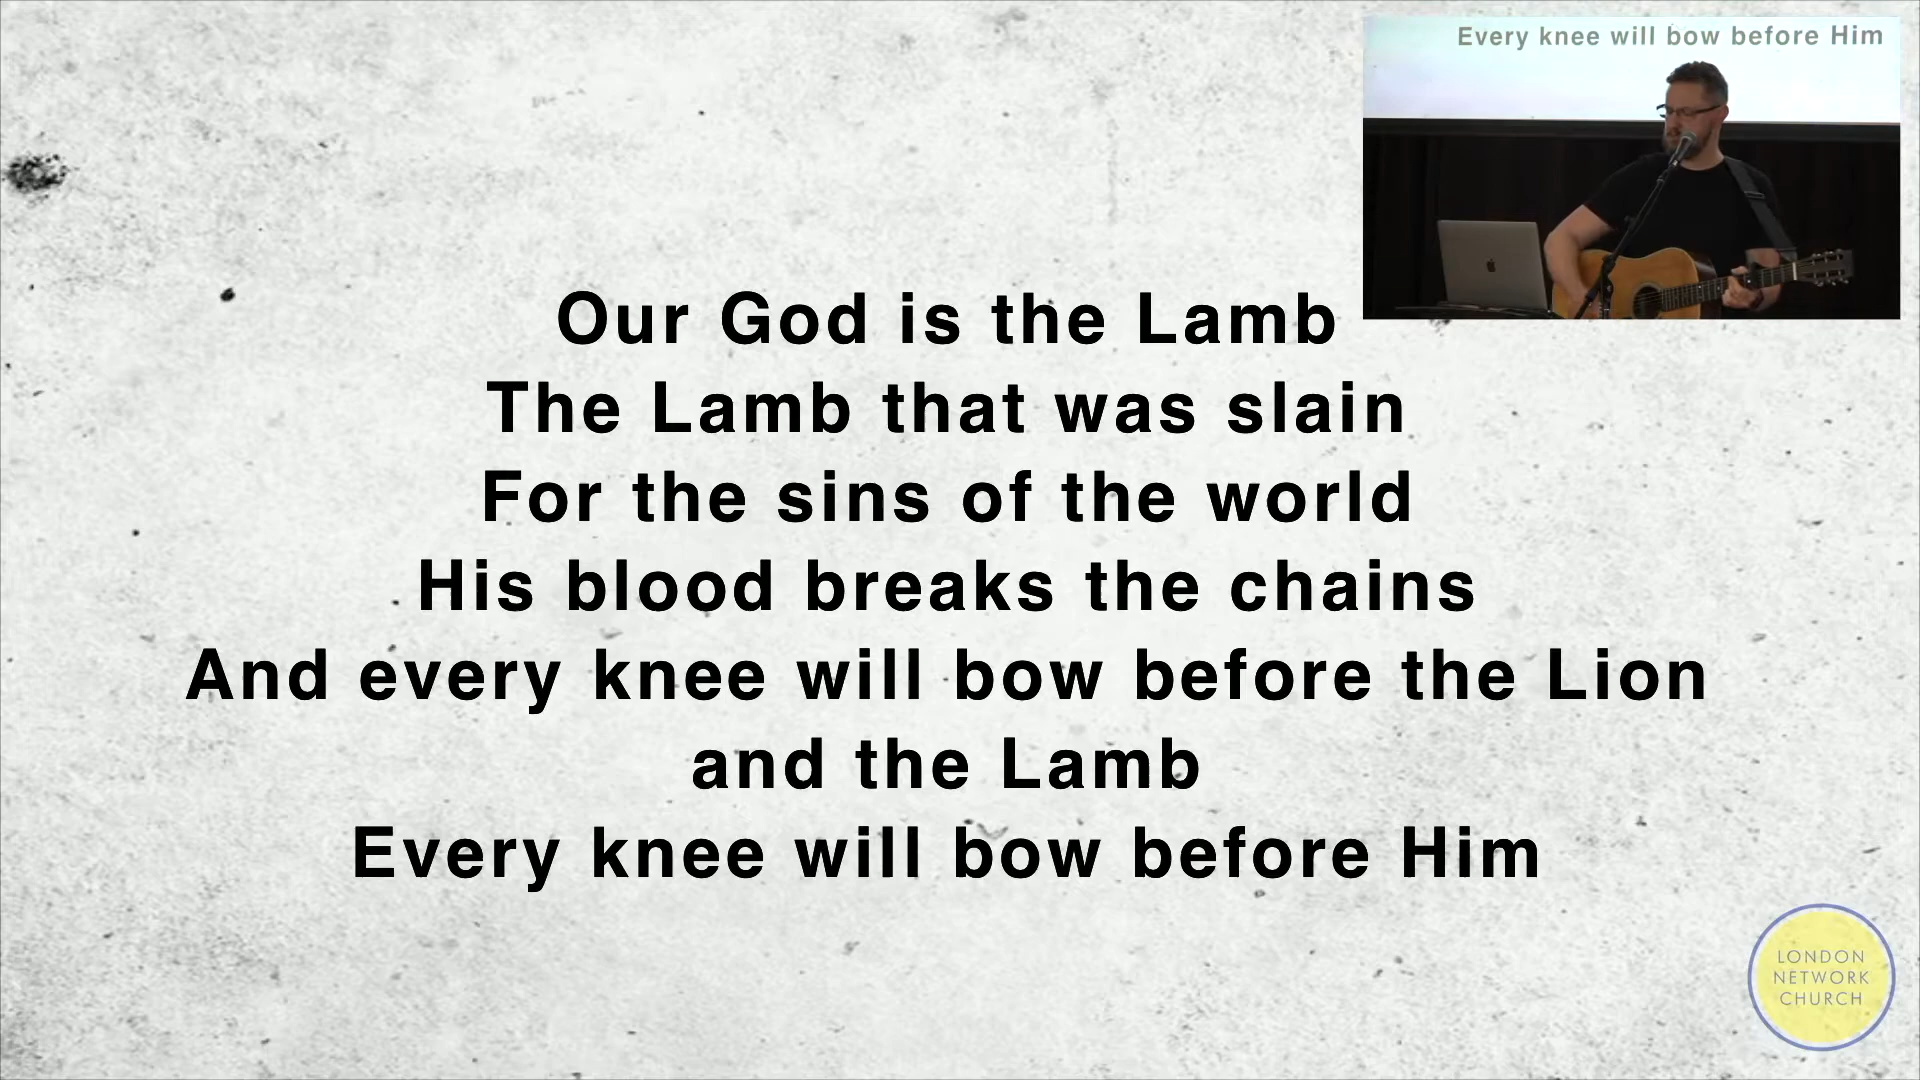 Every knee will bow before Him
Our God is the Lamb
The Lamb that was slain
For the sins of the world
His blood breaks the chains
And every knee will bow before the Lion
and the Lamb
Every knee will bow before Him
LONDON
NETWORK
CHURCH